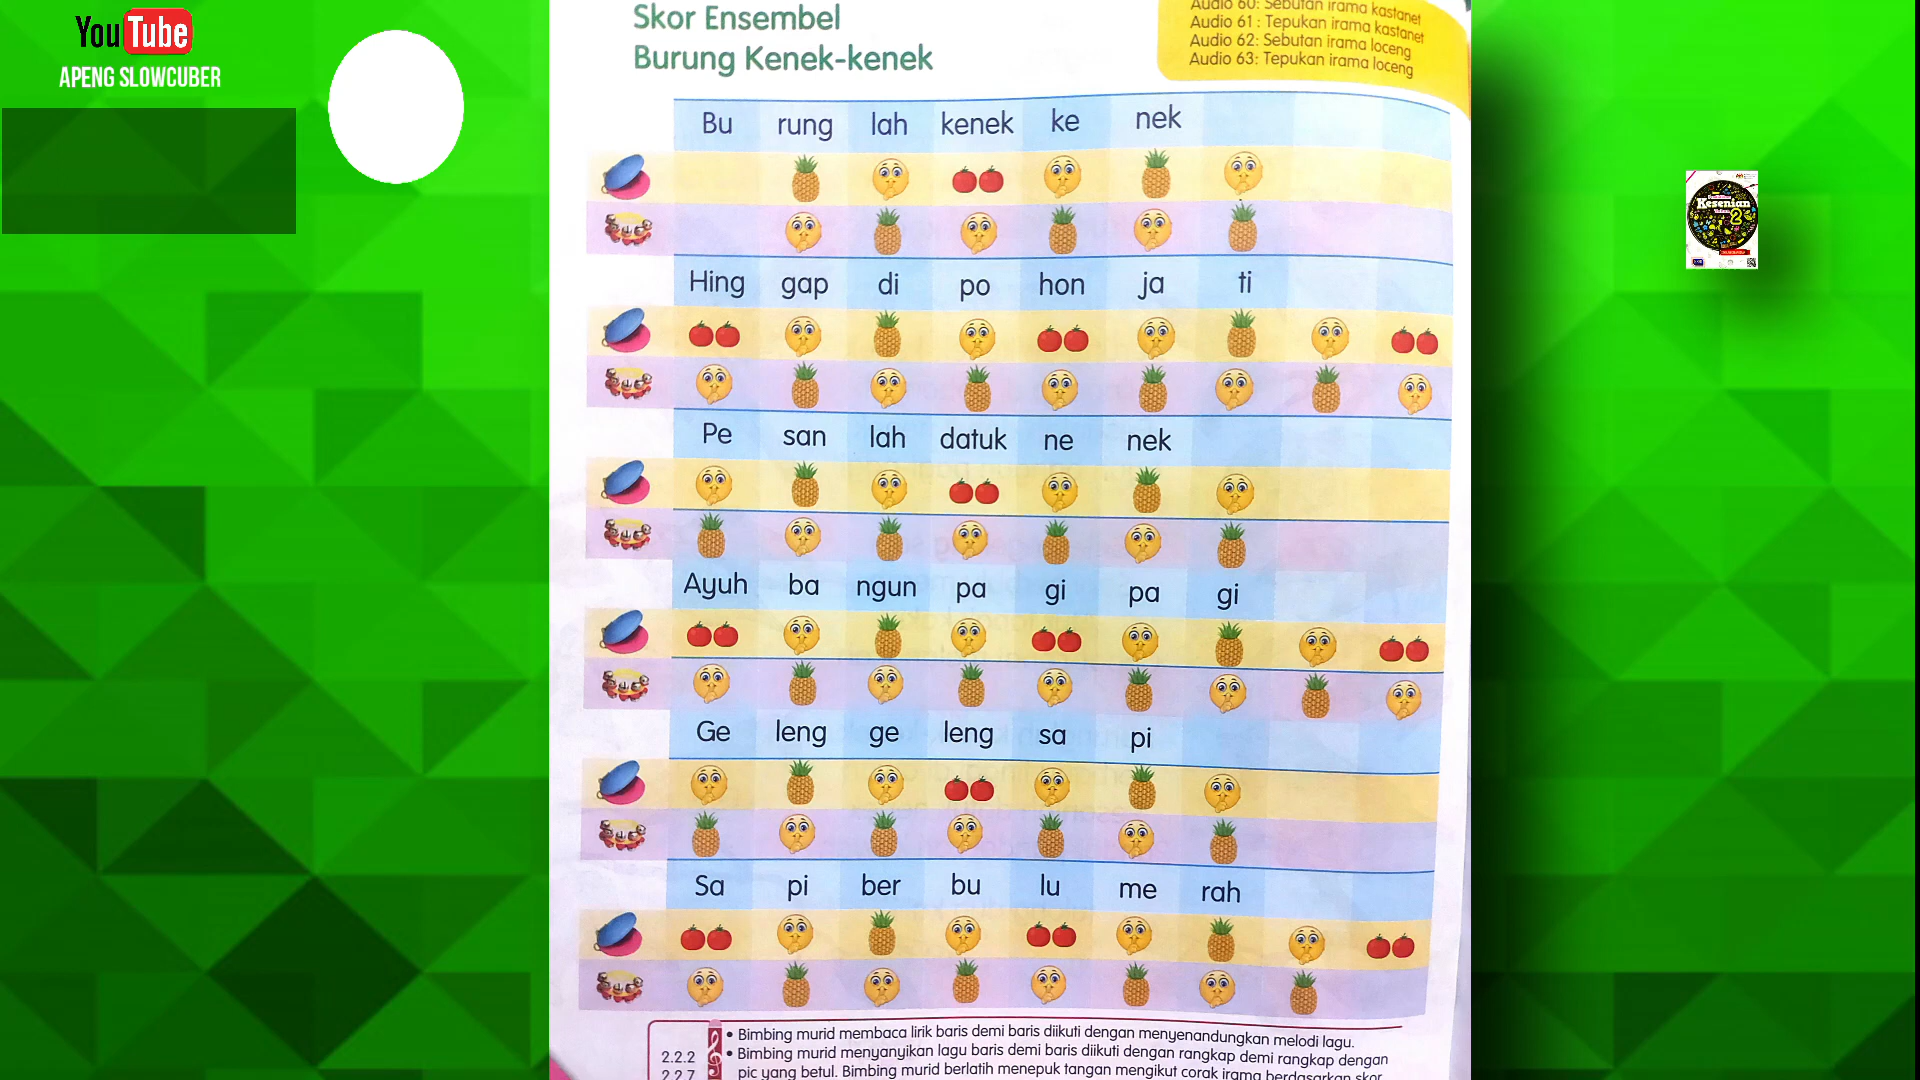 YouTube
APENG SLOWCUBER
Skor Ensembel
Burung Kenek-kenek
Audio 60: Sebutan irama kastanet
Audio 61 : Tepukan irama kastanet
Audio 62: Sebutan irama loceng
Audio 63: Tepukan irama loceng
Bu rung lah kenek ke nek
Hing gap di po hon ja ti
Pe san lah datuk ne nek
Ayuh ba ngun pa gi pa gi
Ge leng ge leng sa pi
Sa pi ber bu lu me rah
Kesenian
2
• Bimbing murid membaca lirik baris demi baris diikuti dengan menyenandungkan melodi lagu.
2.2.2 • Bimbing murid menyanyikan lagu baris demi baris diikuti dengan rangkap demi rangkap dengan
2.2.7 pic yang betul. Bimbing murid berlatih menepuk tangan mengikut corak irama berdasarkan skor